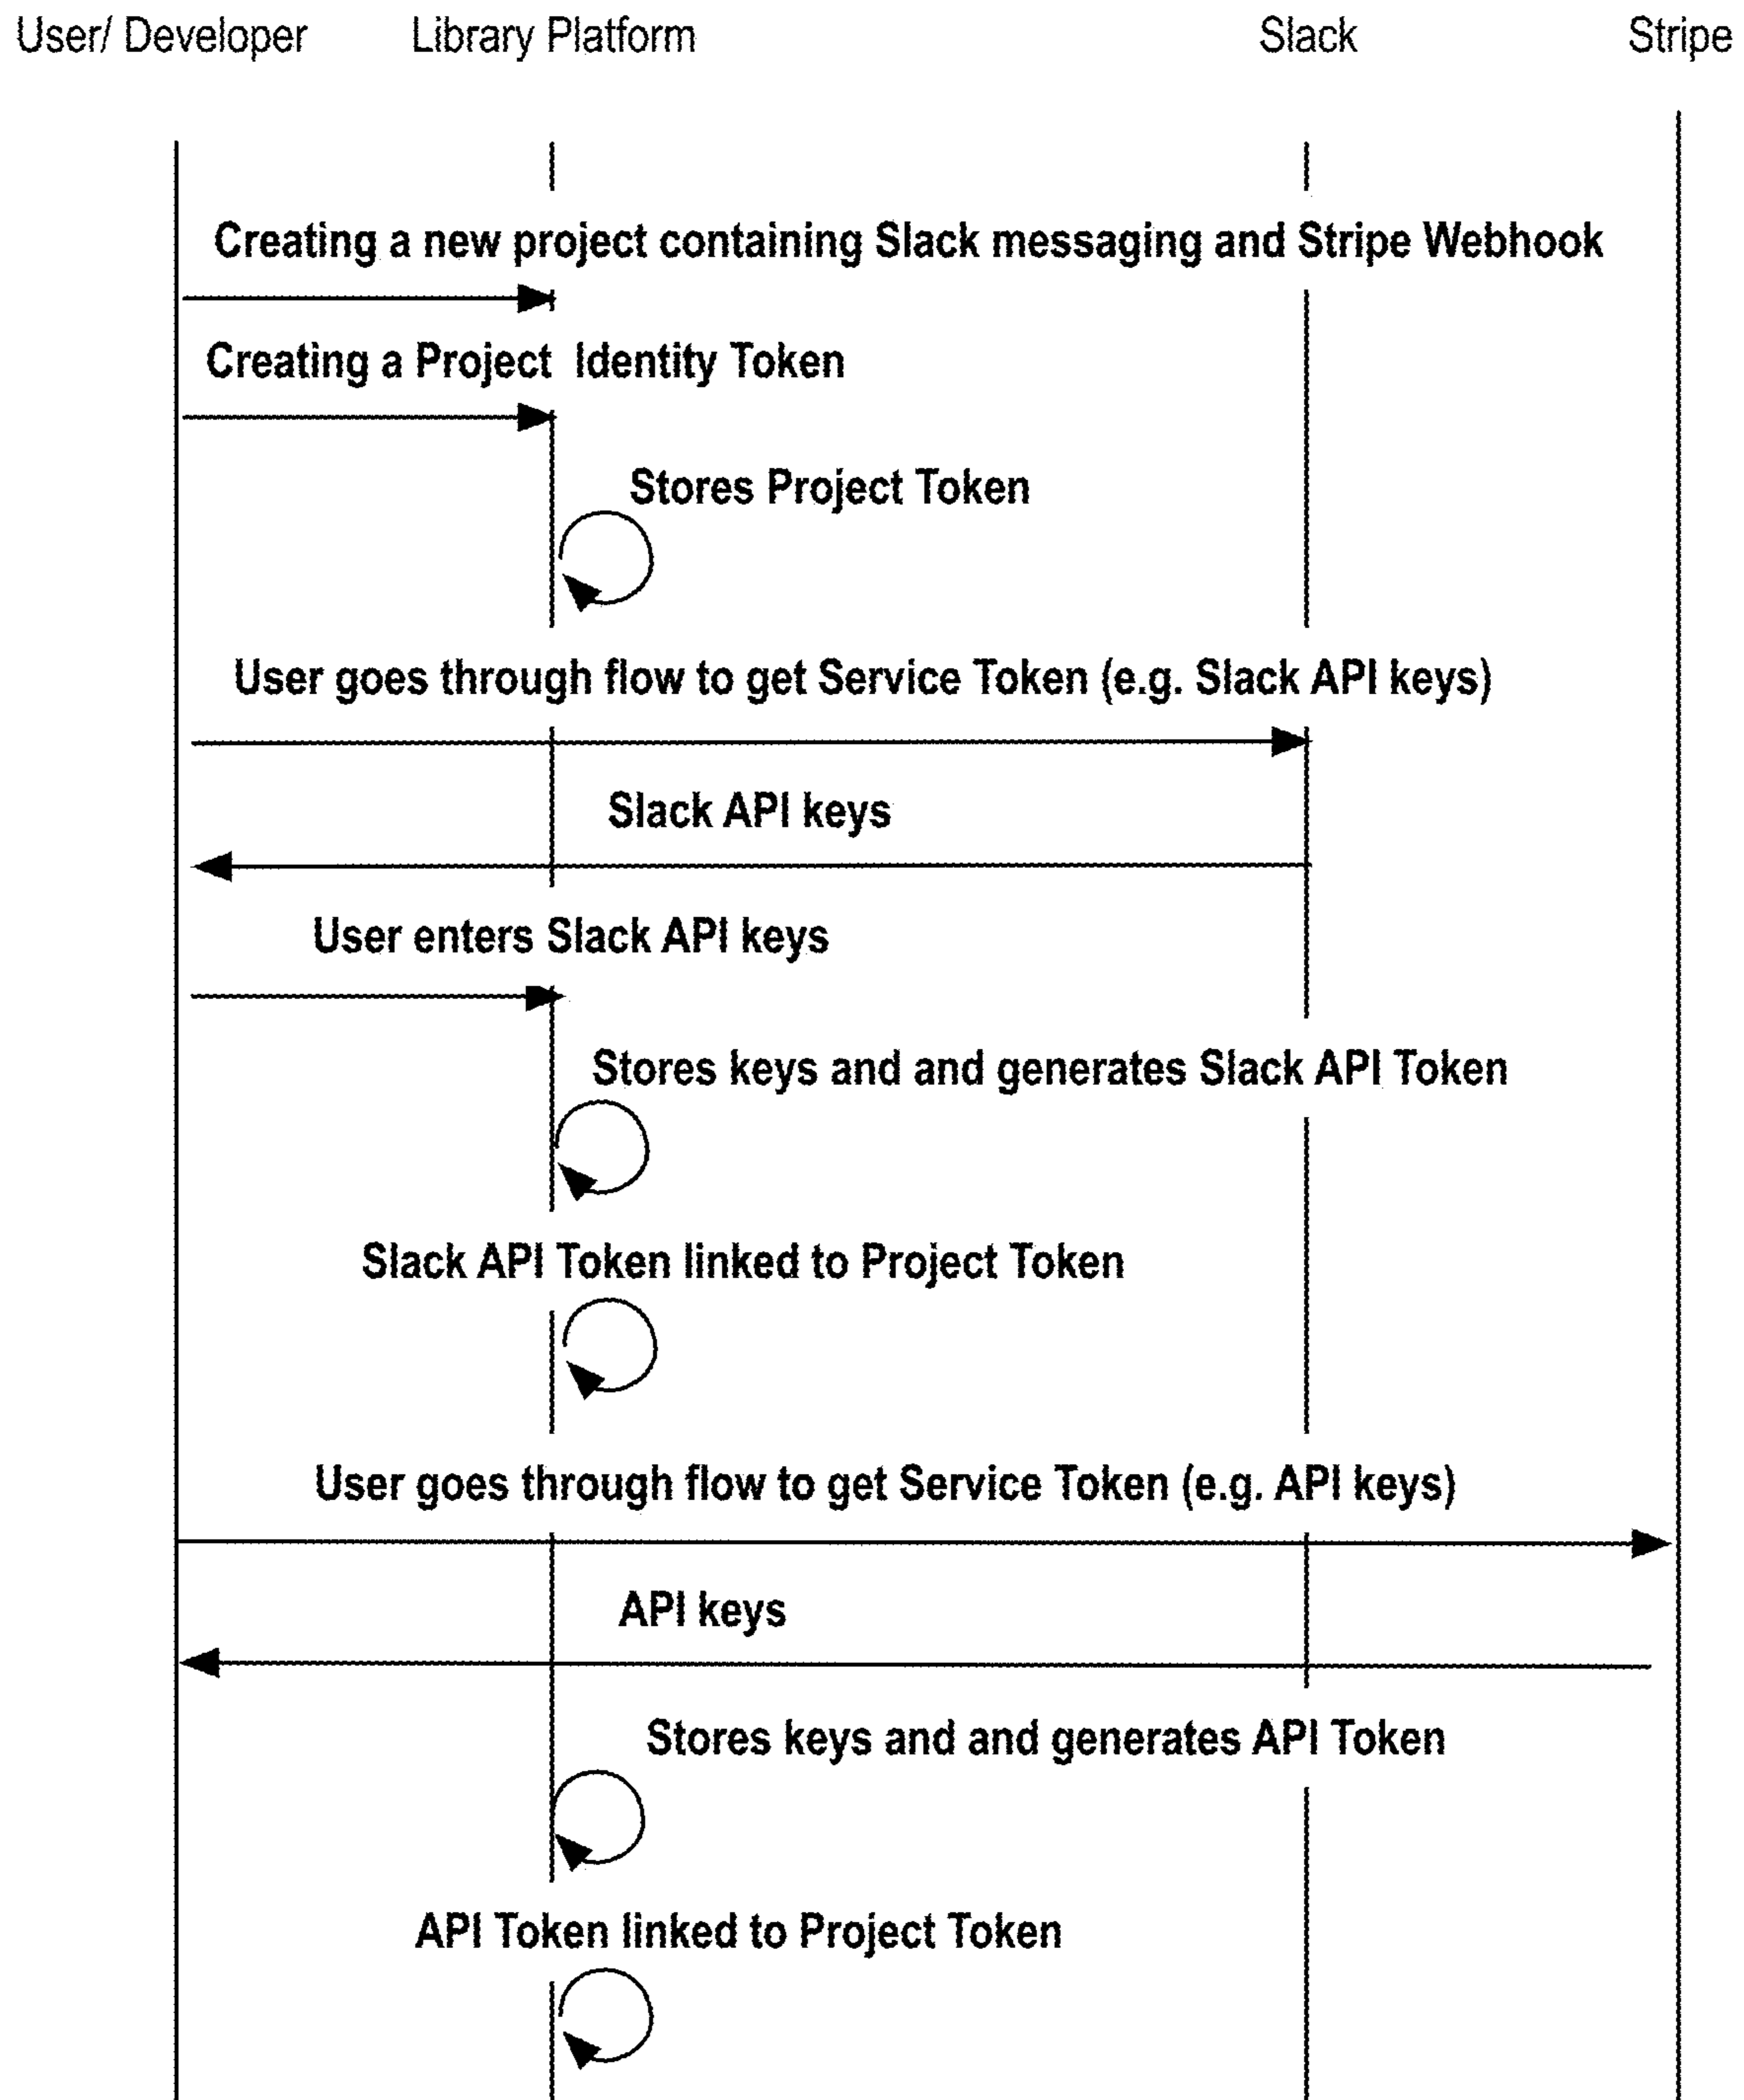 User/ Developer
Library Platform
Slack
Stripe
Creating a new project containing Slack messaging and Stripe Webhook
Creating a Project Identity Token
Stores Project Token
User goes through flow to get Service Token (e.g. Slack API keys)
Slack API keys
User enters Slack API keys
Stores keys and and generates Slack API Token
Slack API Token linked to Project Token
User goes through flow to get Service Token (e.g. API keys)
API keys
Stores keys and and generates API Token
API Token linked to Project Token